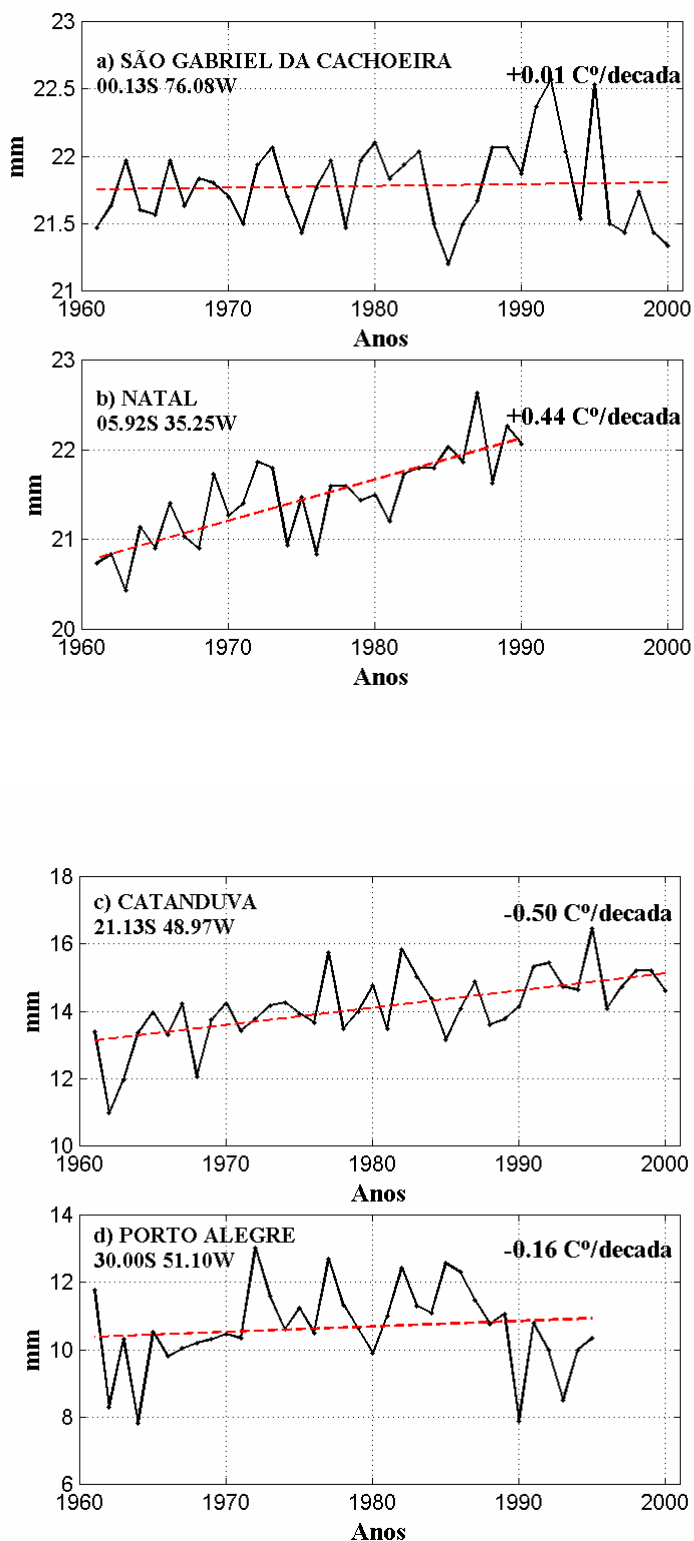 23
a) SÃO GABRIEL DA CACHOEIRA
00.13S 76.08W
+0.01 Cº/decada
22.5
22
21.5
21
mm
1960 1970 1980 1990 2000
Anos
23
b) NATAL
05.92S 35.25W
+0.44 Cº/decada
22
21
20
mm
1960 1970 1980 1990 2000
Anos
18
c) CATANDUVA
21.13S 48.97W
-0.50 Cº/decada
16
14
12
10
mm
1960 1970 1980 1990 2000
Anos
14
d) PORTO ALEGRE
30.00S 51.10W
-0.16 Cº/decada
12
10
8
6
mm
1960 1970 1980 1990 2000
Anos